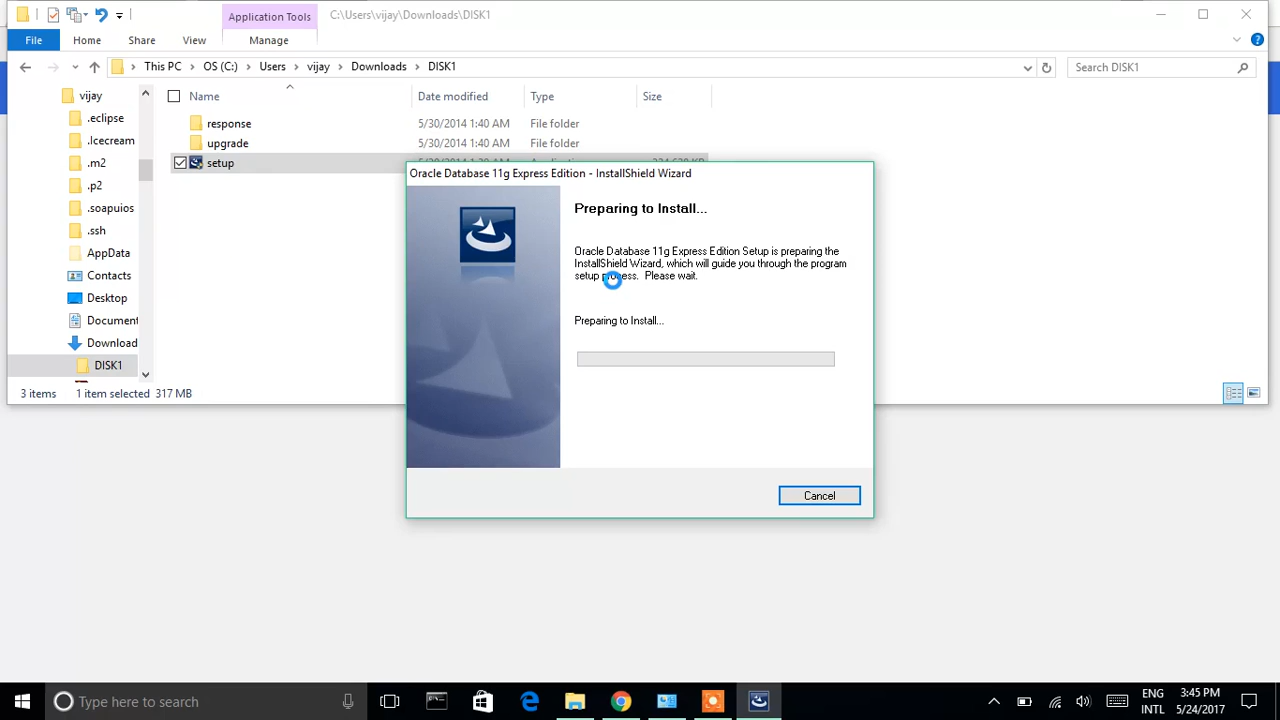 Application Tools
C:\Users\vijay\Downloads\DISK1
File
Home
Share
View
Manage
This PC
OS (C:)
Users
vijay
Downloads
DISK1
Search DISK1
vijay
.eclipse
.Icecream
.m2
.p2
.soapuios
.ssh
AppData
Contacts
Desktop
Document
Download
DISK1
Name
Date modified
Type
Size
response
5/30/2014 1:40 AM
File folder
upgrade
5/30/2014 1:40 AM
File folder
setup
3 items
1 item selected
317 MB
Oracle Database 11g Express Edition - InstallShield Wizard
Preparing to Install...
Oracle Database 11g Express Edition Setup is preparing the
InstallShield Wizard, which will guide you through the program
setup process. Please wait.
Preparing to Install...
Cancel
Type here to search
ENG
INTL
3:45 PM
5/24/2017